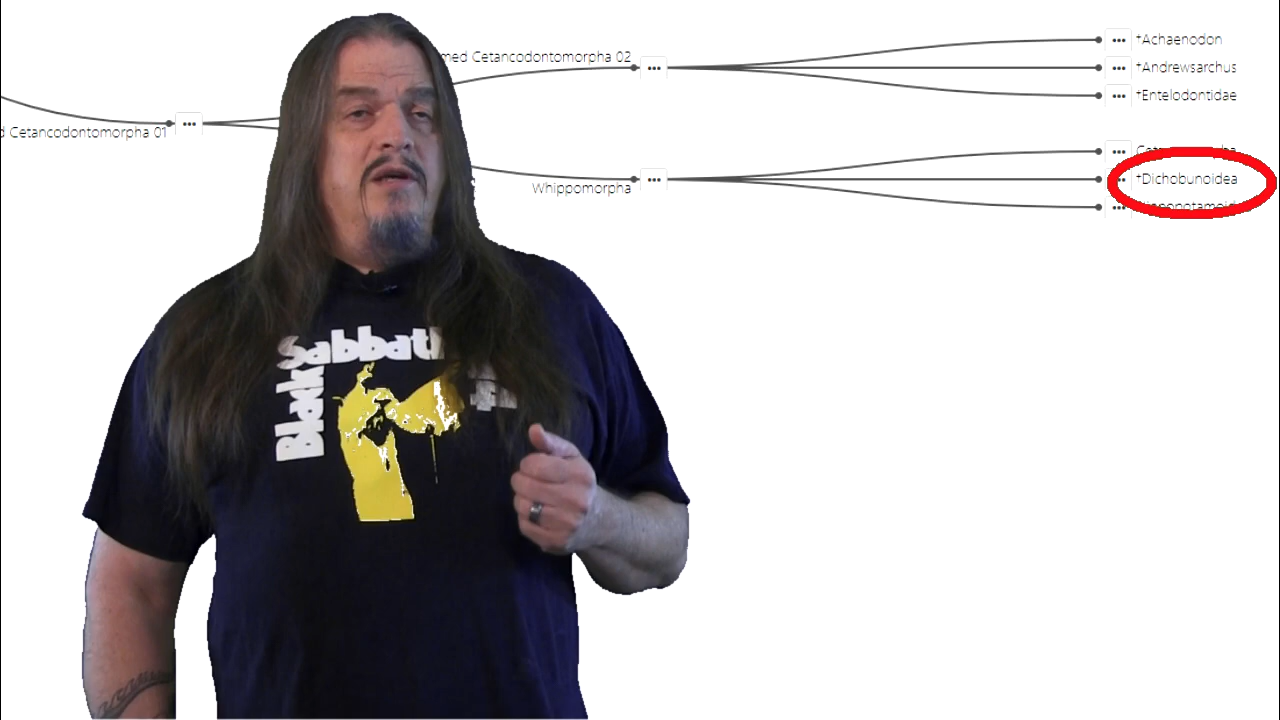 †Achaenodon
med Cetancodontomorpha 02
†Andrewsarchus
†Entelodontidae
d Cetancodontomorpha 01
†Dichobunoidea
Whippomorpha
Black
Sabbath